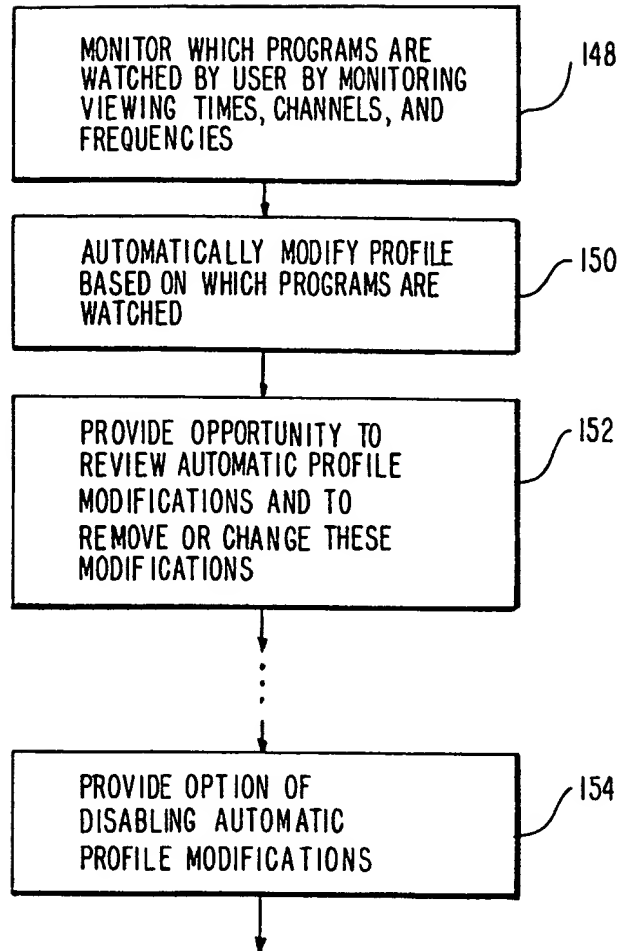 MONITOR WHICH PROGRAMS ARE
WATCHED BY USER BY MONITORING
VIEWING TIMES, CHANNELS, AND
FREQUENCIES
148
AUTOMATICALLY MODIFY PROFILE
BASED ON WHICH PROGRAMS ARE
WATCHED
150
PROVIDE OPPORTUNITY TO
REVIEW AUTOMATIC PROFILE
MODIFICATIONS AND TO
REMOVE OR CHANGE THESE
MODIFICATIONS
152
PROVIDE OPTION OF
DISABLING AUTOMATIC
PROFILE MODIFICATIONS
154